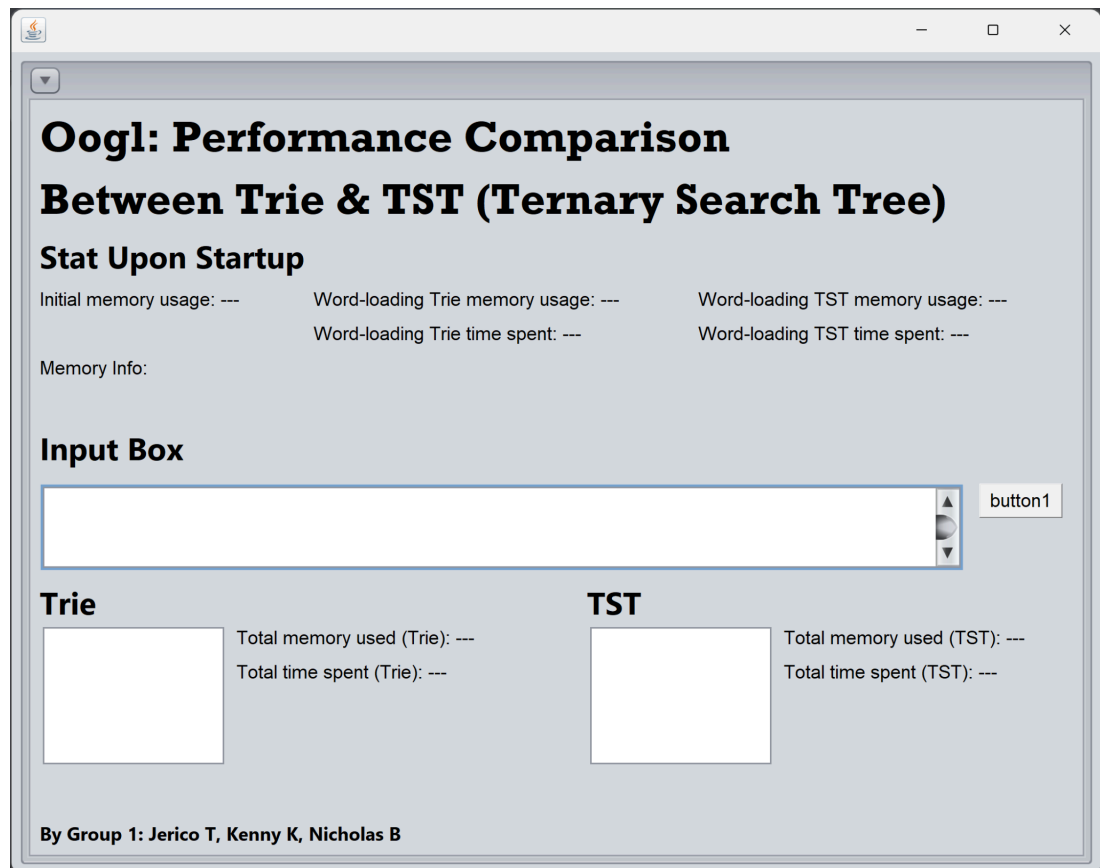 Oogl: Performance Comparison
Between Trie & TST (Ternary Search Tree)
Stat Upon Startup
Initial memory usage: --- Word-loading Trie memory usage: --- Word-loading TST memory usage: ---
Word-loading Trie time spent: --- Word-loading TST time spent: ---
Memory Info:
Input Box
button1
Trie TST
Total memory used (Trie): --- Total memory used (TST): ---
Total time spent (Trie): --- Total time spent (TST): ---
By Group 1: Jerico T, Kenny K, Nicholas B